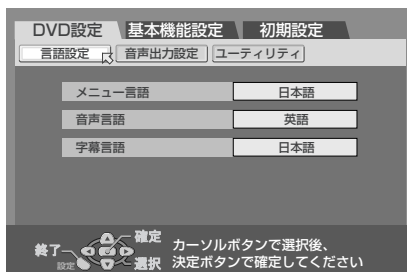 DVD設定 基本機能設定 初期設定
言語設定 音声出力設定 ユーティリティ
メニュー言語 日本語
音声言語 英語
字幕言語 日本語
確定
終了
設定
選択
カーソルボタンで選択後、
決定ボタンで確定してください